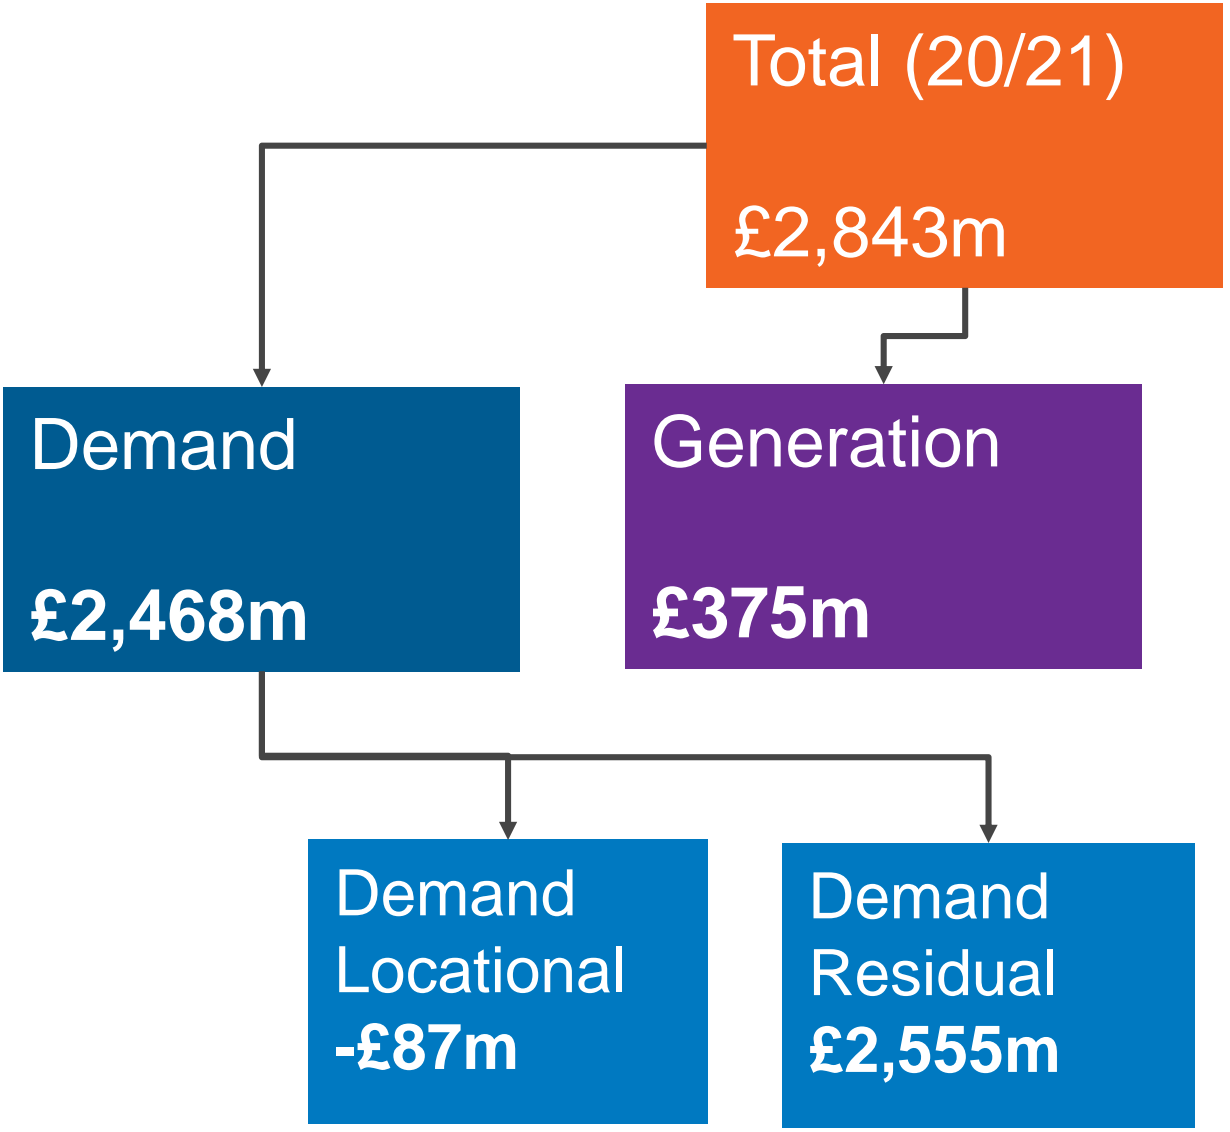 Total (20/21)
£2,843m
Demand
£2,468m
Generation
£375m
Demand
Locational
-£87m
Demand
Residual
£2,555m